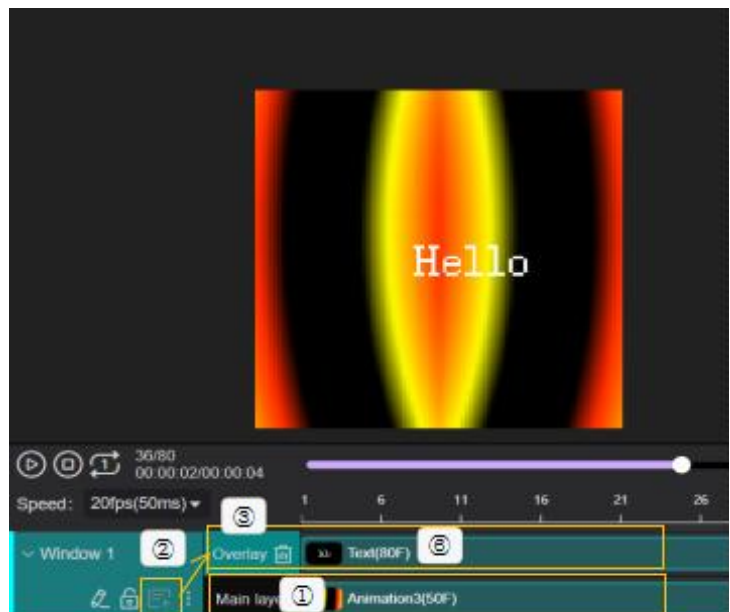 Hello
36/80
00:00:02/00:00:04
Speed: 20fps(50ms)
1 6 11 16 21 26
③
Window 1 ② Overlay Text(80F) ⑥
Main laye ① Animation3(50F)